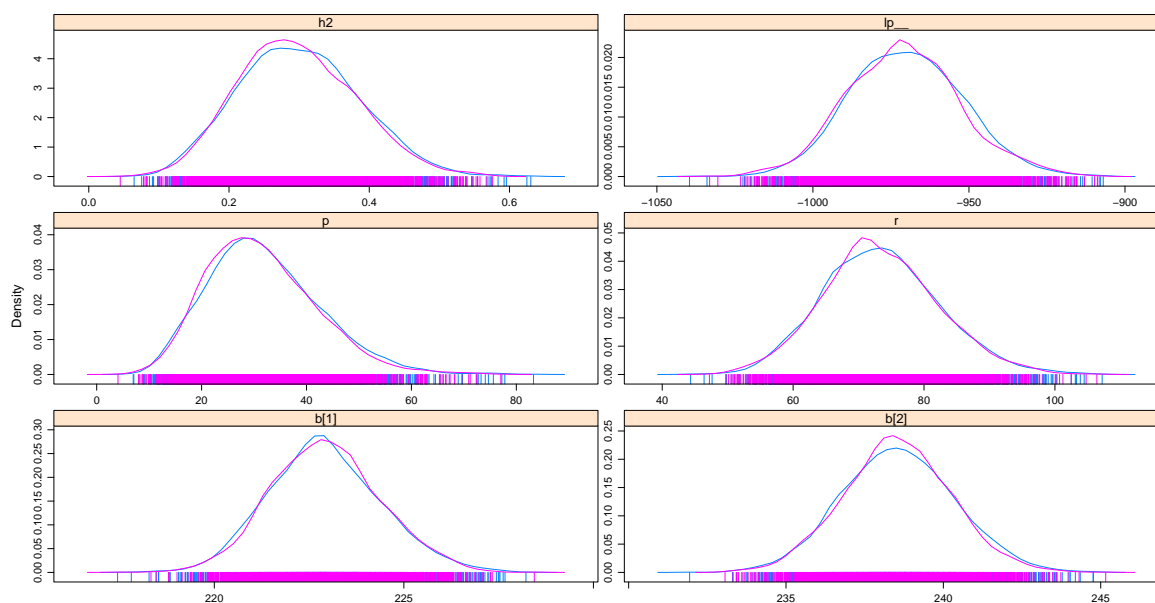 h2
lp__
0 1 2 3 4
0.000 0.005 0.010 0.015 0.020
0.0 0.2 0.4 0.6
−1050 −1000 −950 −900
p
r
Density
0.00 0.01 0.02 0.03 0.04
0.00 0.01 0.02 0.03 0.04 0.05
0 20 40 60 80
40 60 80 100
b[1]
b[2]
0.00 0.05 0.10 0.15 0.20 0.25 0.30
0.00 0.05 0.10 0.15 0.20 0.25
220 225
235 240 245